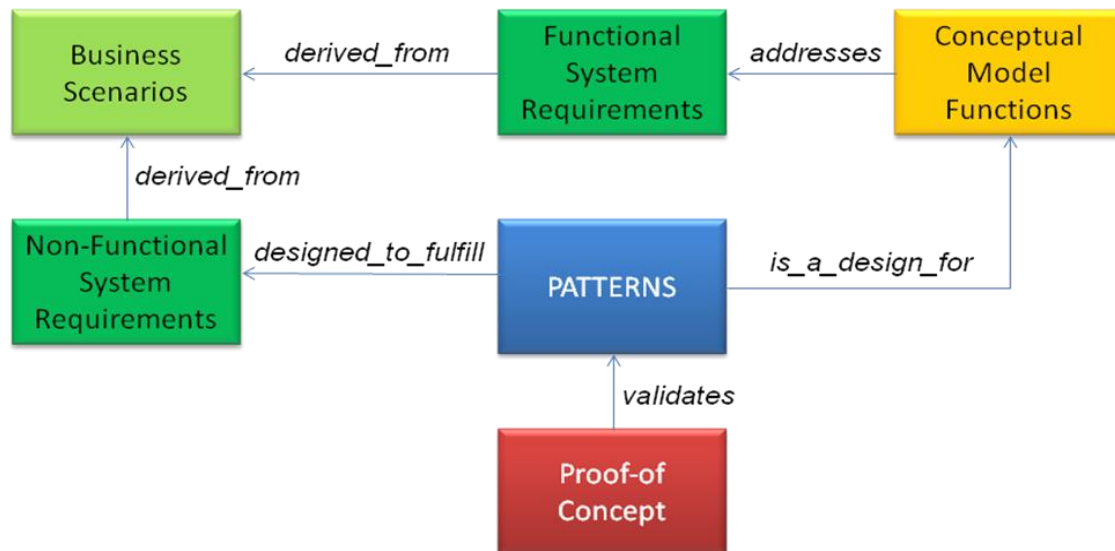 Business
Scenarios
derived_from
Functional
System
Requirements
addresses
Conceptual
Model
Functions
derived_from
Non-Functional
System
Requirements
designed_to_fulfill
PATTERNS
is_a_design_for
validates
Proof-of
Concept